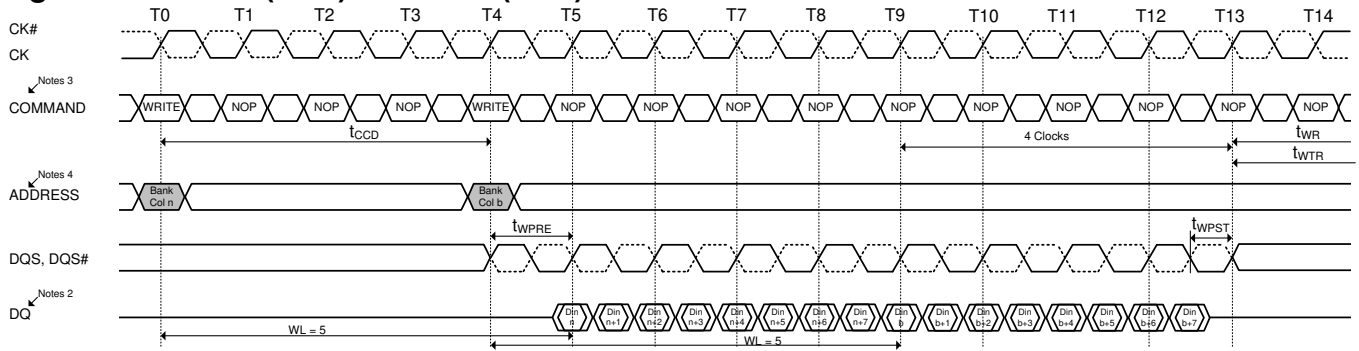 T0 T1 T2 T3 T4 T5 T6 T7 T8 T9 T10 T11 T12 T13 T14
CK#
CK
Notes 3
COMMAND WRITE NOP NOP NOP WRITE NOP NOP NOP NOP NOP NOP NOP NOP NOP NOP
tCCD 4 Clocks tWR
tWTR
Notes 4
ADDRESS Bank Col n Bank Col b
tWPRE tWPST
DQS, DQS#
Notes 2
DQ Din n Din n+1 Din n+2 Din n+3 Din n+4 Din n+5 Din n+6 Din n+7 Din b Din b+1 Din b+2 Din b+3 Din b+4 Din b+5 Din b+6 Din b+7
WL = 5
WL = 5